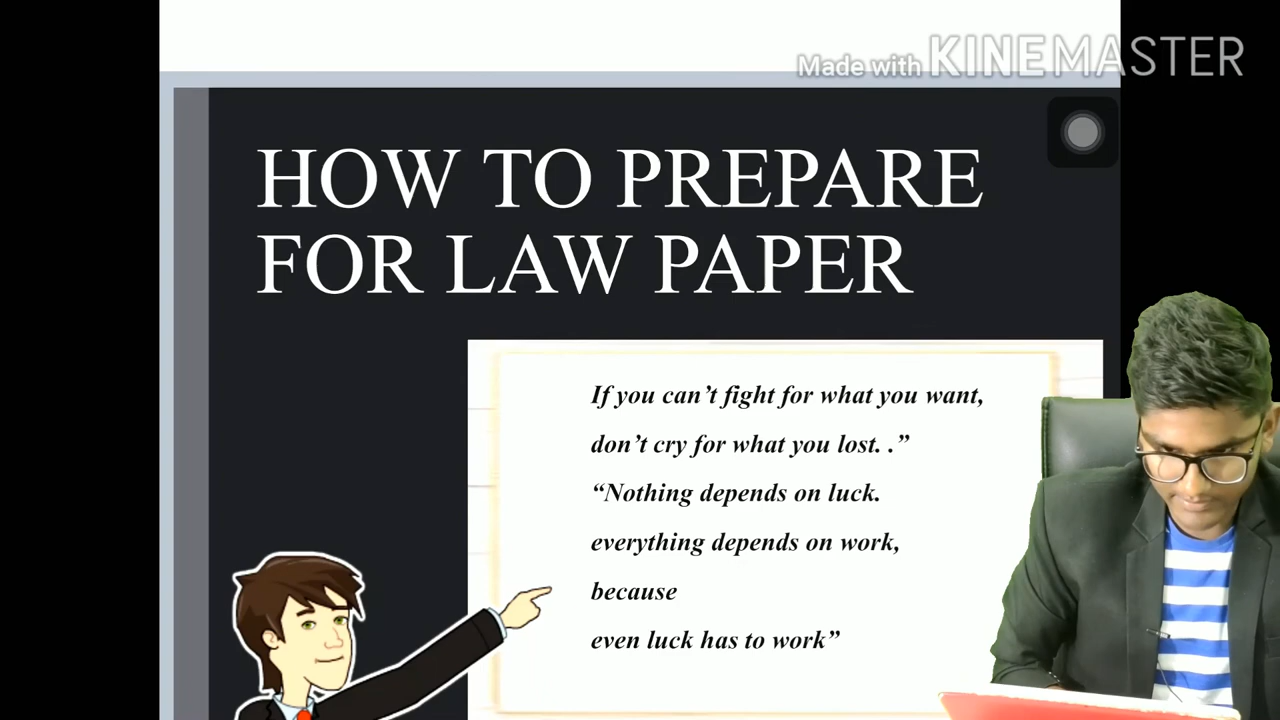 Made with KINEMASTER
HOW TO PREPARE
FOR LAW PAPER
If you can’t fight for what you want,
don’t cry for what you lost. .”
“Nothing depends on luck.
everything depends on work,
because
even luck has to work”